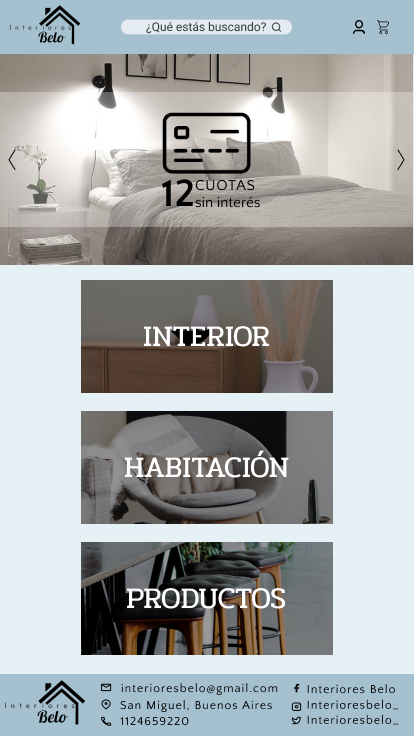 Interiores
Belo
¿Qué estás buscando?
12 CUOTAS
sin interés
INTERIOR
HABITACIÓN
PRODUCTOS
Interiores
Belo
interioresbelo@gmail.com
San Miguel, Buenos Aires
1124659220
Interiores Belo
Interioresbelo_
Interioresbelo_